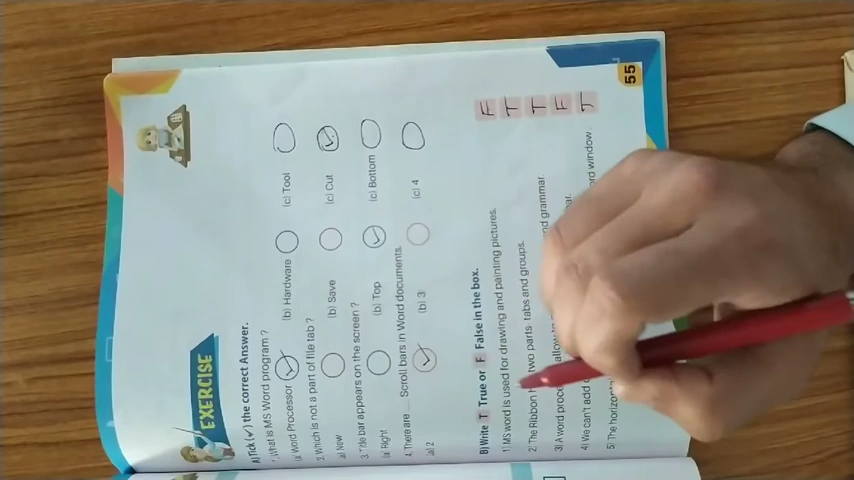 EXERCISE
A) Tick(✓) the correct Answer.
1. What is MS Word program ?
(a) Word Processor (b) Hardware (c) Tool
2. Which is not a part of file tab ?
(a) New (b) Save (c) Cut
3. Title bar appears on the screen ?
(a) Right (b) Top (c) Bottom
4. There are Scroll bars in Word documents.
(a) 2 (b) 3 (c) 4
B) Write T True or F False in the box.
1) MS word is used for drawing and painting pictures. F
2. The Ribbon two parts: tabs and groups. T
3) A word allow grammar. T
4) We can't add F
5) The horizontal word window. T
55